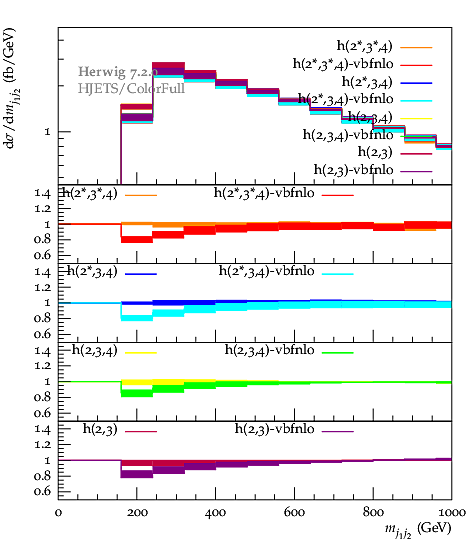 dσ/dm_{j1j2} (fb/GeV)
Herwig 7.2.
HJETS/ColorFull
h(2*,3*,4)
h(2*,3*,4)-vbfnlo
h(2*,3,4)
h(2*,3,4)-vbfnlo
h(2,3,4)
h(2,3,4)-vbfnlo
h(2,3)
h(2,3)-vbfnlo
1
1.4 h(2*,3*,4) h(2*,3*,4)-vbfnlo
1.2
1
0.8
0.6
1.4 h(2*,3,4) h(2*,3,4)-vbfnlo
1.2
1
0.8
0.6
1.4 h(2,3,4) h(2,3,4)-vbfnlo
1.2
1
0.8
0.6
1.4 h(2,3) h(2,3)-vbfnlo
1.2
1
0.8
0.6
0 200 400 600 800 1000
m_{j1j2} (GeV)